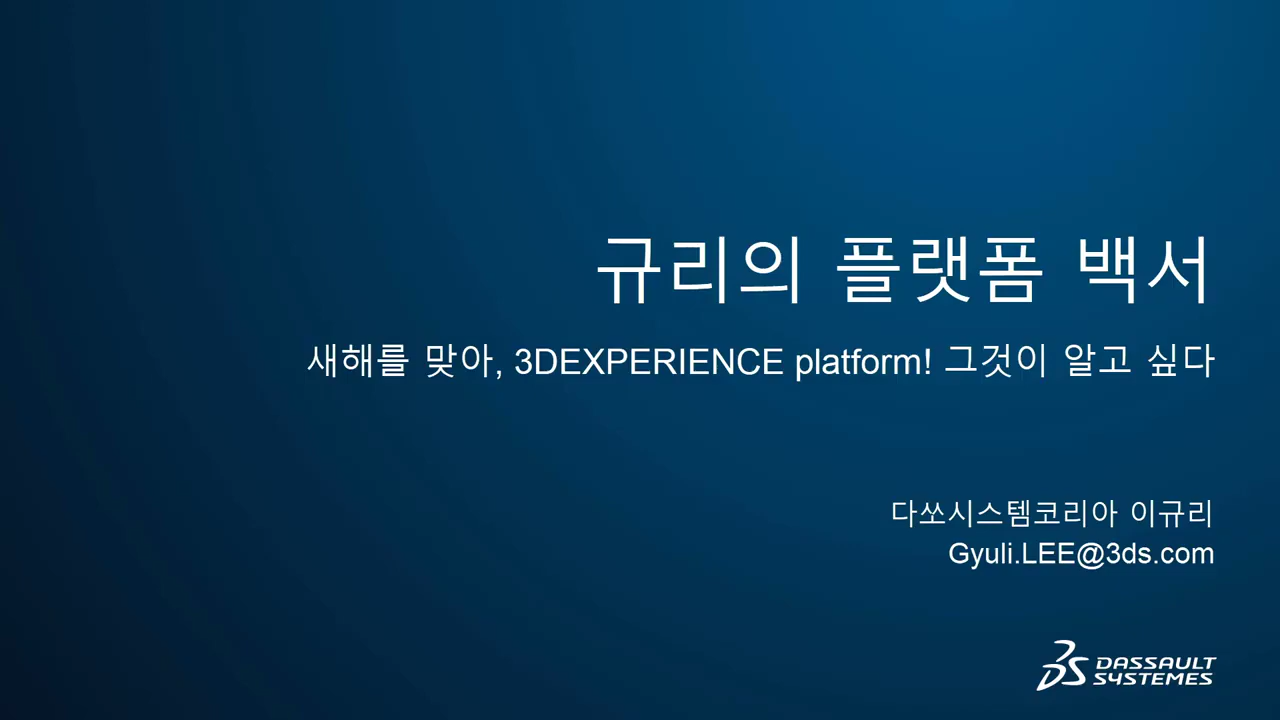 규리의 플랫폼 백서
새해를 맞아, 3DEXPERIENCE platform! 그것이 알고 싶다
다쏘시스템코리아 이규리
Gyuli.LEE@3ds.com
3DS DASSAULT
SYSTEMES